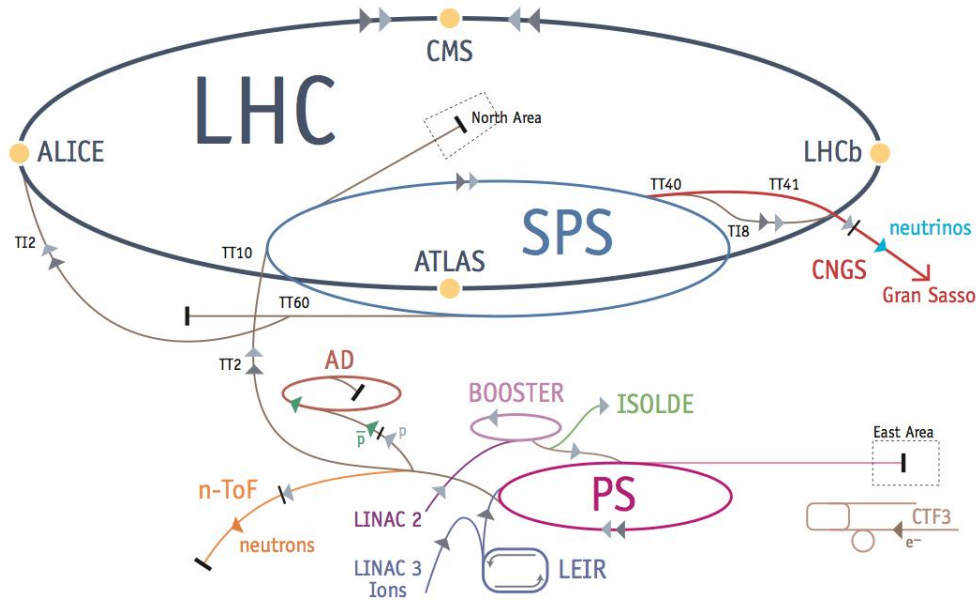 CMS
LHC
North Area
ALICE
LHCb
TT40
TT41
TI8
SPS
neutrinos
TI2
TT10
ATLAS
CNGS
Gran Sasso
TT60
TT2
AD
BOOSTER
ISOLDE
p̅
p
East Area
n-ToF
PS
LINAC 2
neutrons
CTF3
e⁻
LINAC 3
Ions
LEIR